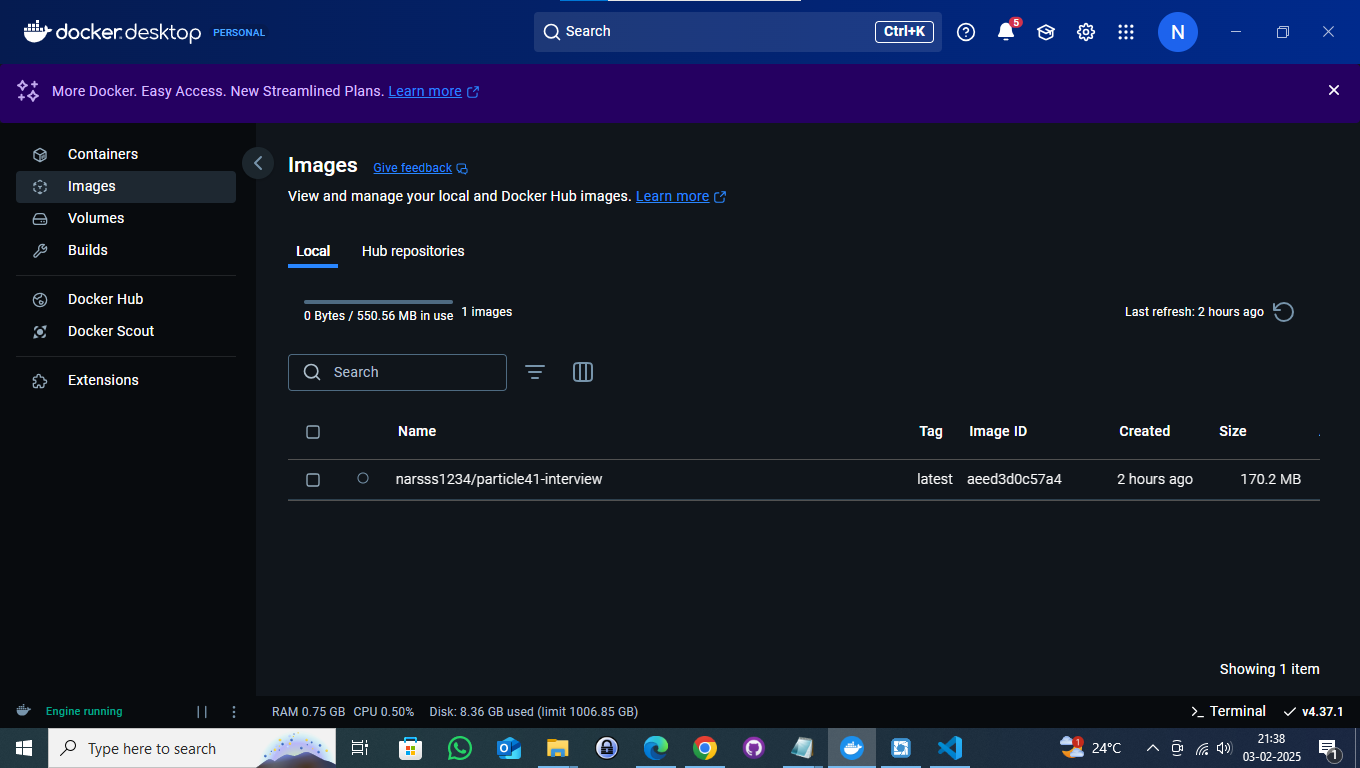 docker desktop PERSONAL
Search Ctrl+K
5
N
More Docker. Easy Access. New Streamlined Plans. Learn more
Containers
Images
Volumes
Builds
Docker Hub
Docker Scout
Extensions
Images Give feedback
View and manage your local and Docker Hub images. Learn more
Local Hub repositories
0 Bytes / 550.56 MB in use 1 images
Last refresh: 2 hours ago
Search
Name Tag Image ID Created Size
narsss1234/particle41-interview latest aeed3d0c57a4 2 hours ago 170.2 MB
Showing 1 item
Engine running RAM 0.75 GB CPU 0.50% Disk: 8.36 GB used (limit 1006.85 GB) Terminal v4.37.1
Type here to search
1
24°C
21:38
03-02-2025
1